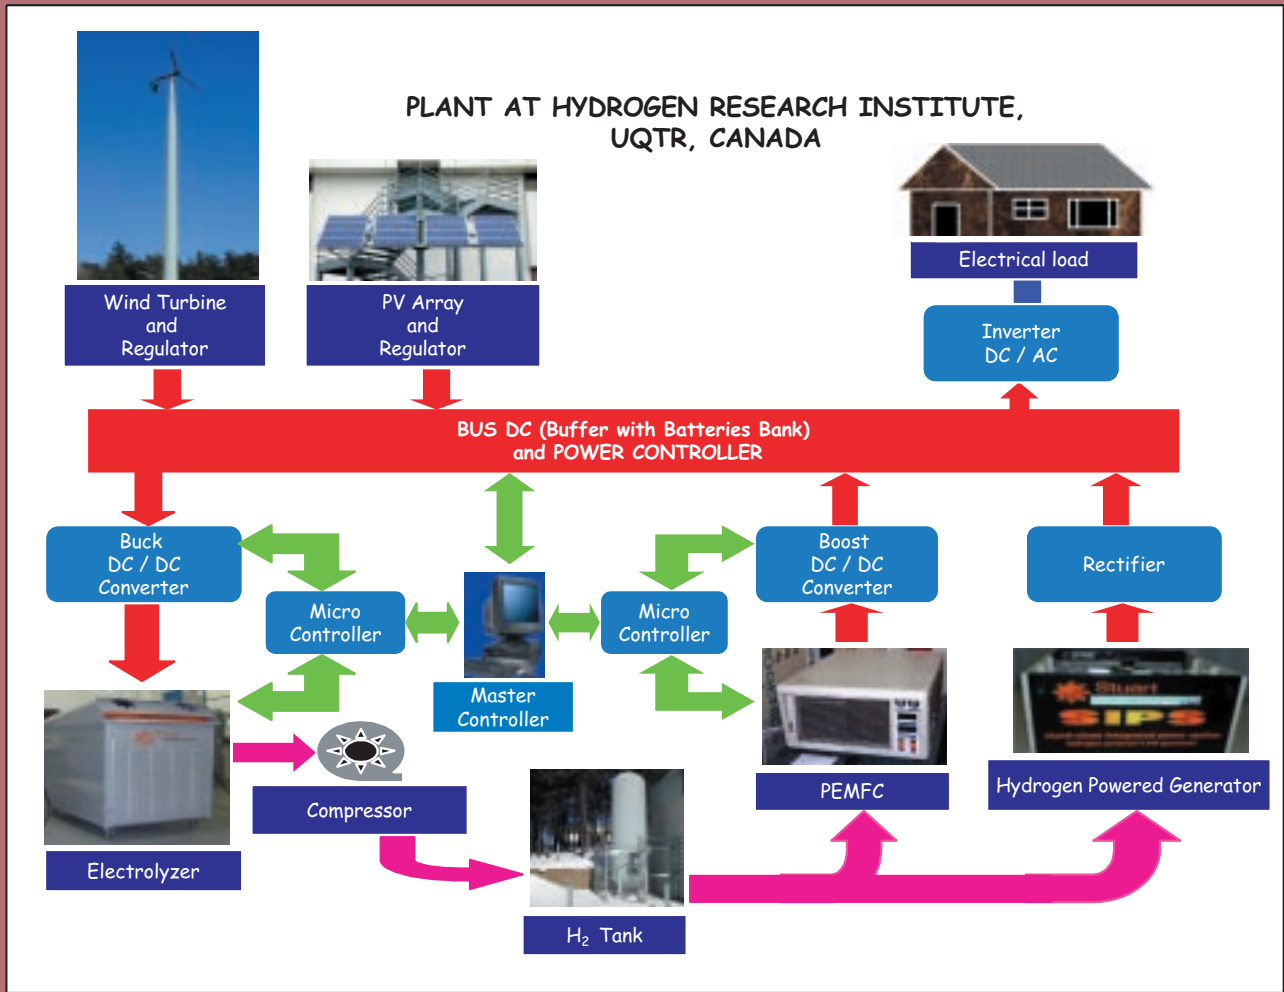 PLANT AT HYDROGEN RESEARCH INSTITUTE,
UQTR, CANADA
Wind Turbine
and
Regulator
PV Array
and
Regulator
Electrical load
Inverter
DC / AC
BUS DC (Buffer with Batteries Bank)
and POWER CONTROLLER
Buck
DC / DC
Converter
Micro
Controller
Master
Controller
Micro
Controller
Boost
DC / DC
Converter
Rectifier
Stuart
SIPS
Electrolyzer
Compressor
H₂ Tank
PEMFC
Hydrogen Powered Generator